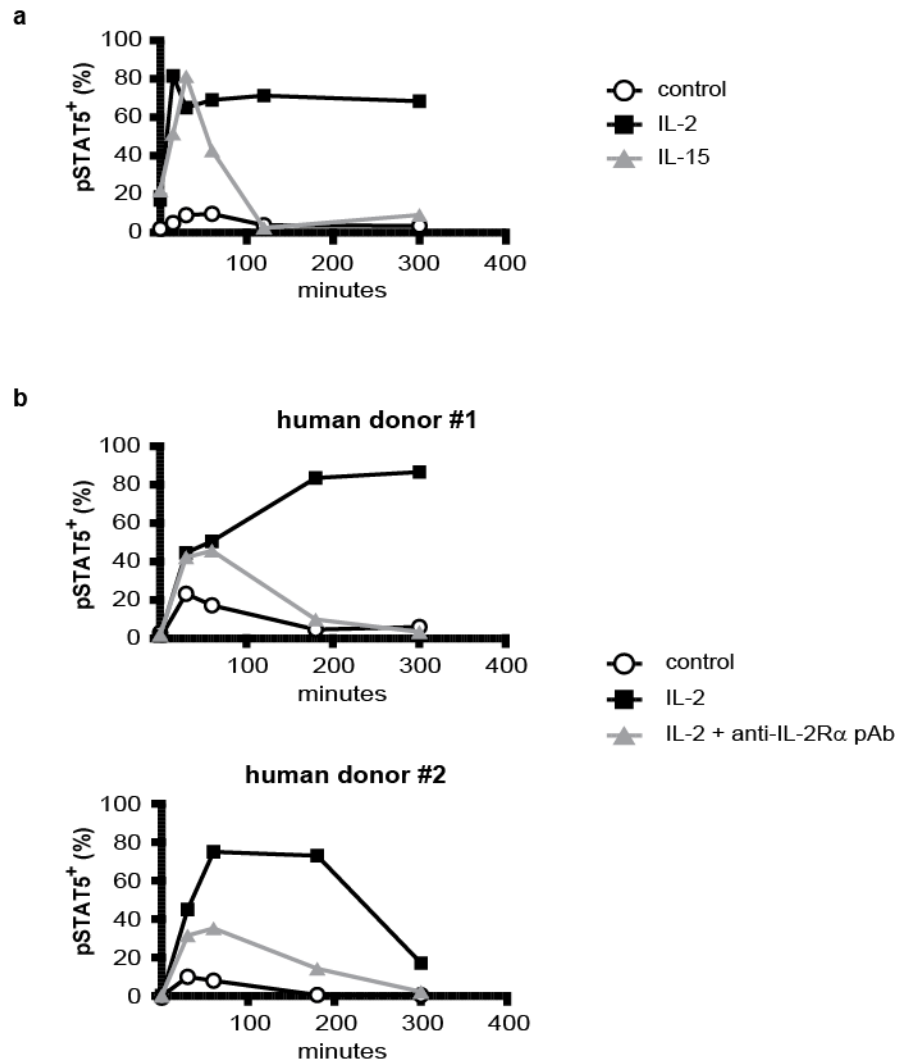 a
100
80
60
40
20
0
pSTAT5+ (%)
100 200 300 400
minutes
control
IL-2
IL-15
b
human donor #1
100
80
60
40
20
0
pSTAT5+ (%)
100 200 300 400
minutes
control
IL-2
IL-2 + anti-IL-2Rα pAb
human donor #2
100
80
60
40
20
0
pSTAT5+ (%)
100 200 300 400
minutes